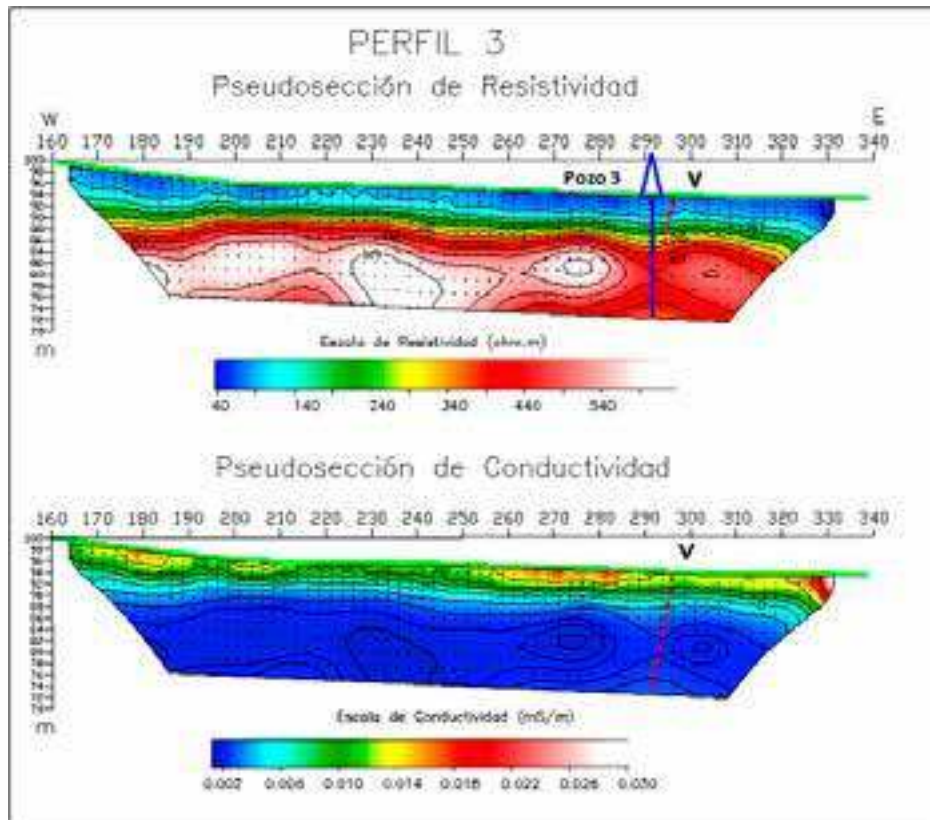 PERFIL 3
Pseudosección de Resistividad
W E
160 170 180 190 200 210 220 230 240 250 260 270 280 290 300 310 320 330 340
Pozo 3 V
m
Escala de Resistividad (ohm.m)
40 140 240 340 440 540
Pseudosección de Conductividad
160 170 180 190 200 210 220 230 240 250 260 270 280 290 300 310 320 330 340
V
m
Escala de Conductividad (mS/m)
0.002 0.006 0.010 0.014 0.018 0.022 0.026 0.030